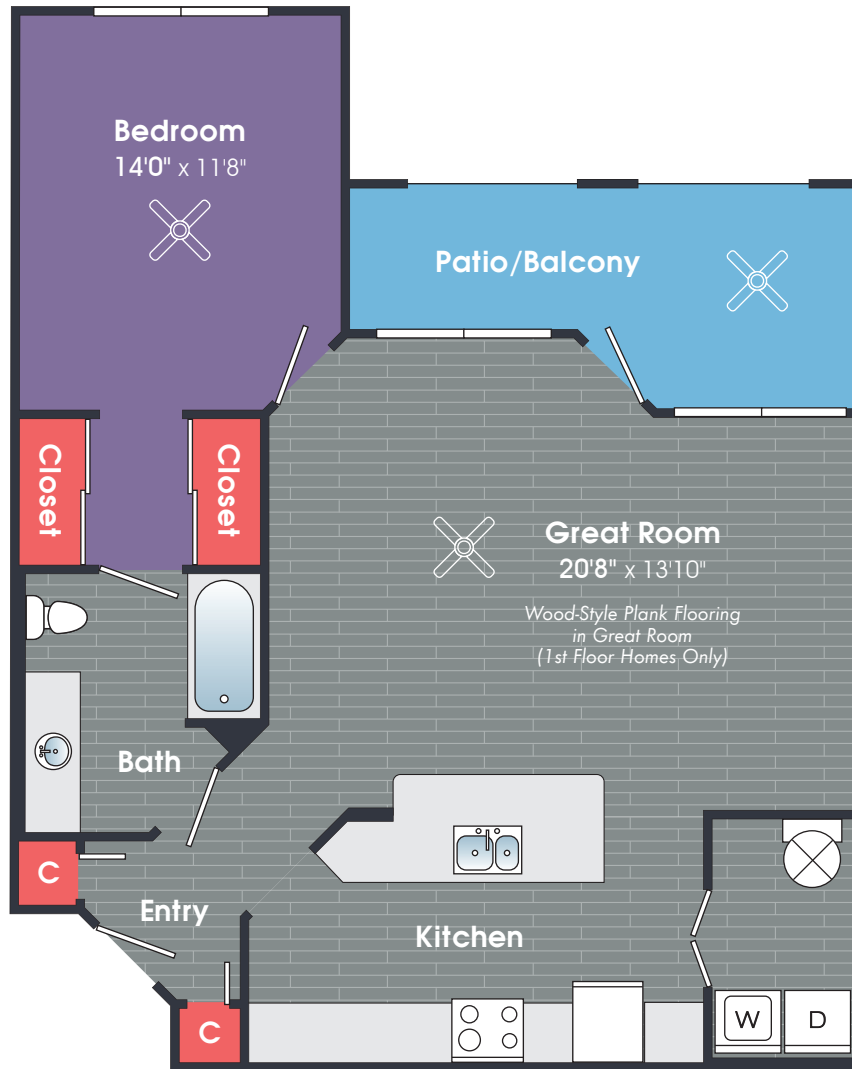 Bedroom
14'0" x 11'8"
Patio/Balcony
Closet
Closet
Great Room
20'8" x 13'10"
Wood-Style Plank Flooring
in Great Room
(1st Floor Homes Only)
Bath
C
Entry
Kitchen
C
W
D